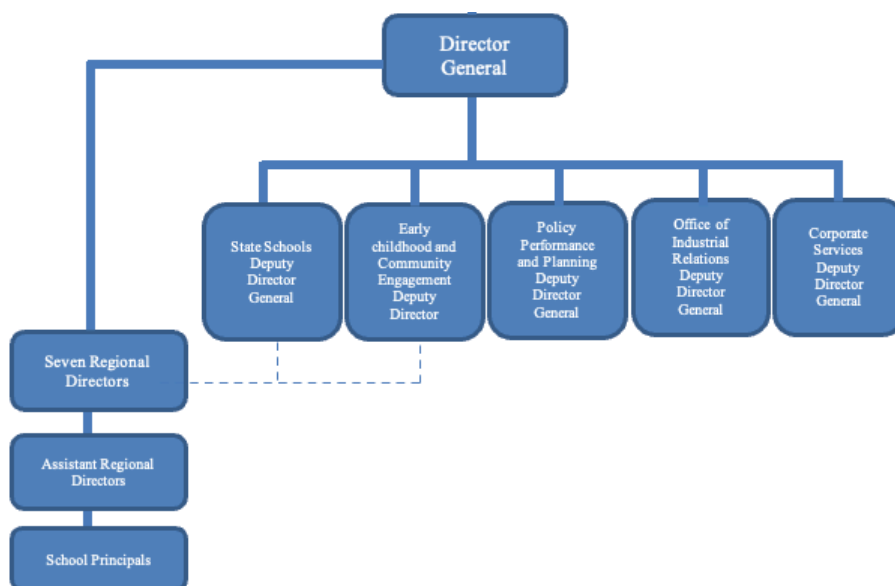 Director
General
State Schools
Deputy
Director
General
Early
childhood and
Community
Engagement
Deputy
Director
Policy
Performance
and Planning
Deputy
Director
General
Office of
Industrial
Relations
Deputy
Director
General
Corporate
Services
Deputy
Director
General
Seven Regional
Directors
Assistant Regional
Directors
School Principals